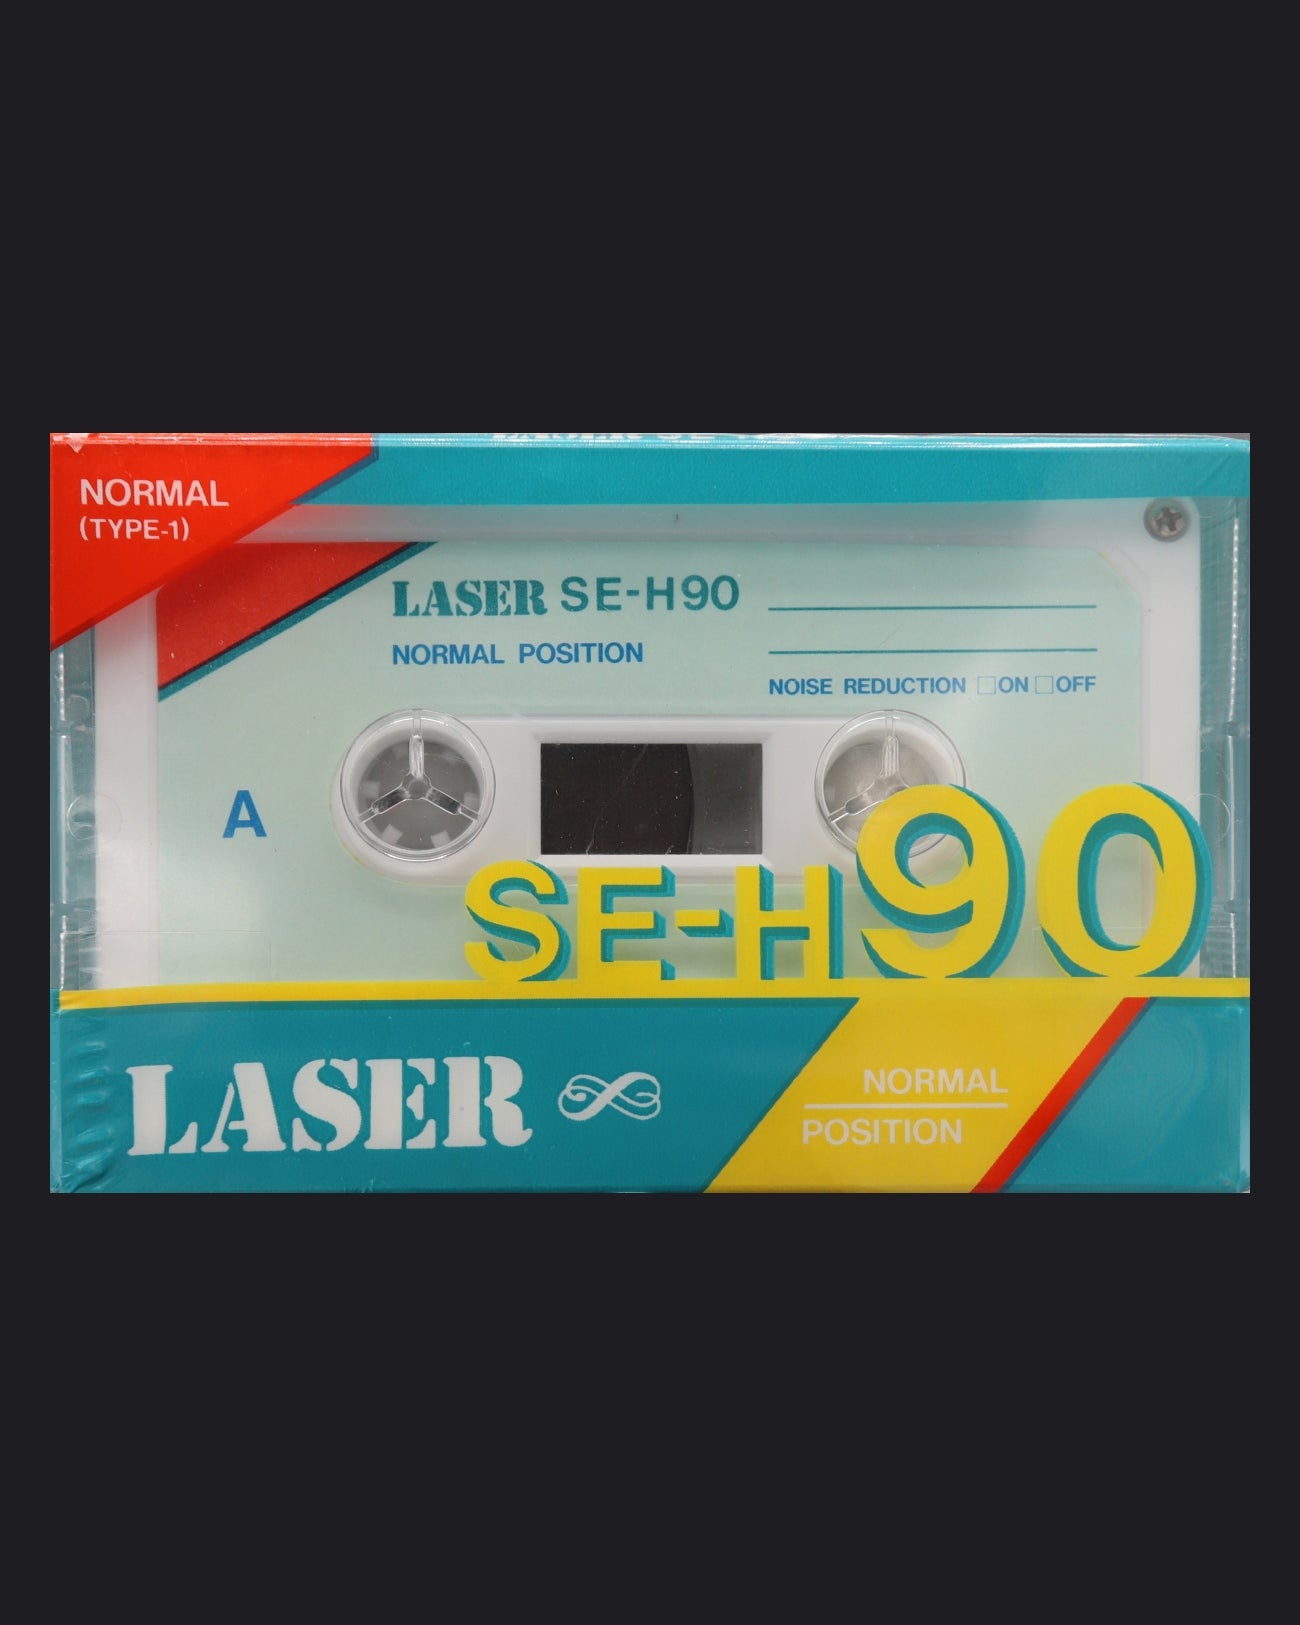 NORMAL
(TYPE-1)
LASER SE-H90
NORMAL POSITION
NOISE REDUCTION □ON □OFF
A
SE-H90
LASER
NORMAL
POSITION